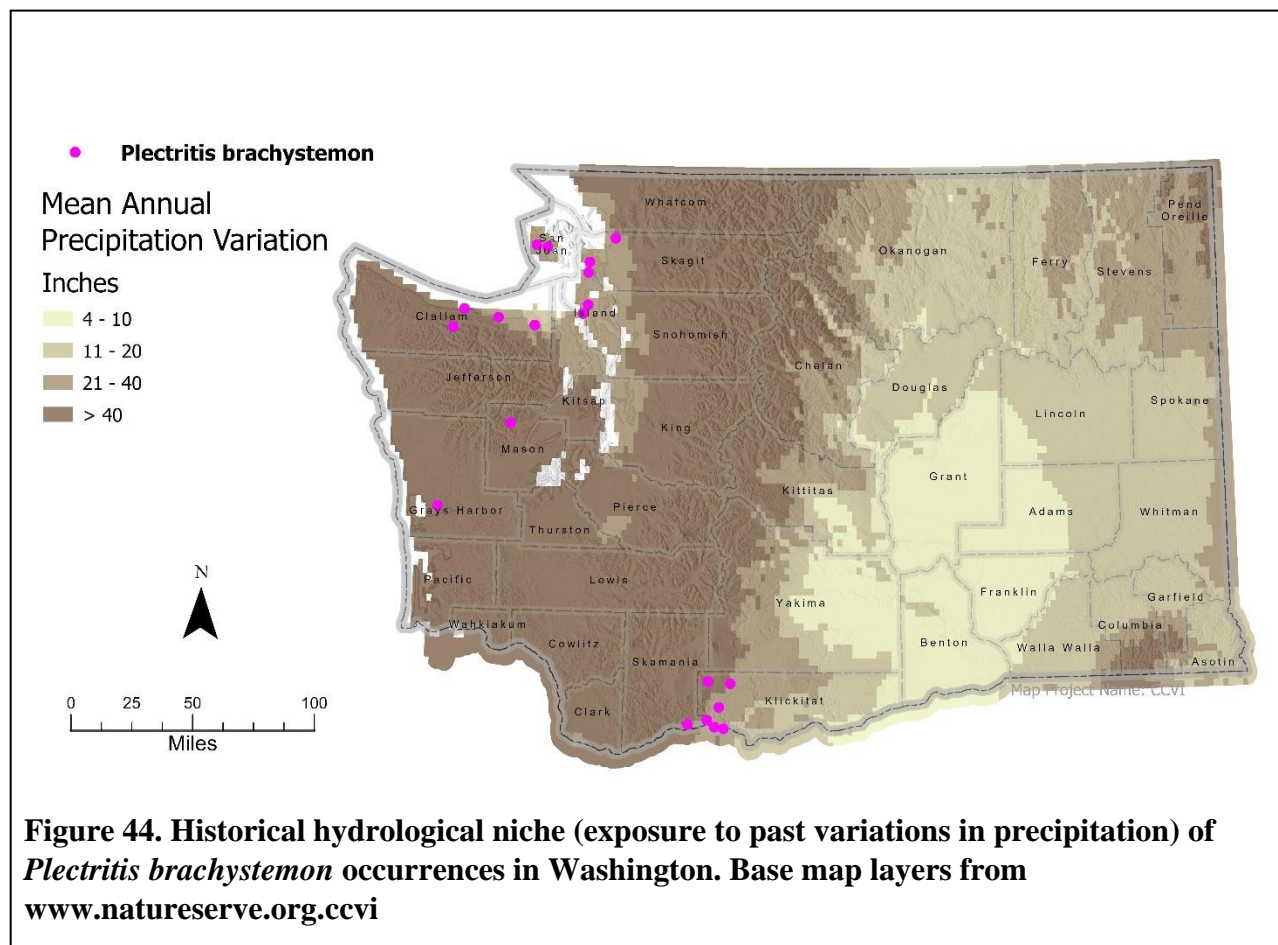 Plectritis brachystemon
Mean Annual
Precipitation Variation
Inches
4 - 10
11 - 20
21 - 40
> 40
Whatcom
San
Juan
Skagit
Okanogan
Ferry
Stevens
Pend
Oreille
Clallam
Island
Snohomish
Chelan
Jefferson
Kitsap
Douglas
Lincoln
Spokane
King
Mason
Grant
Kittitas
Grays Harbor
Pierce
Adams
Whitman
Thurston
Pacific
Lewis
Yakima
Franklin
Garfield
Wahkiakum
Columbia
Cowlitz
Skamania
Benton
Walla Walla
Asotin
Clark
Klickitat
Map Project Name: CCVI
N
0 25 50 100
Miles
Figure 44. Historical hydrological niche (exposure to past variations in precipitation) of
Plectritis brachystemon occurrences in Washington. Base map layers from
www.natureserve.org.ccvi